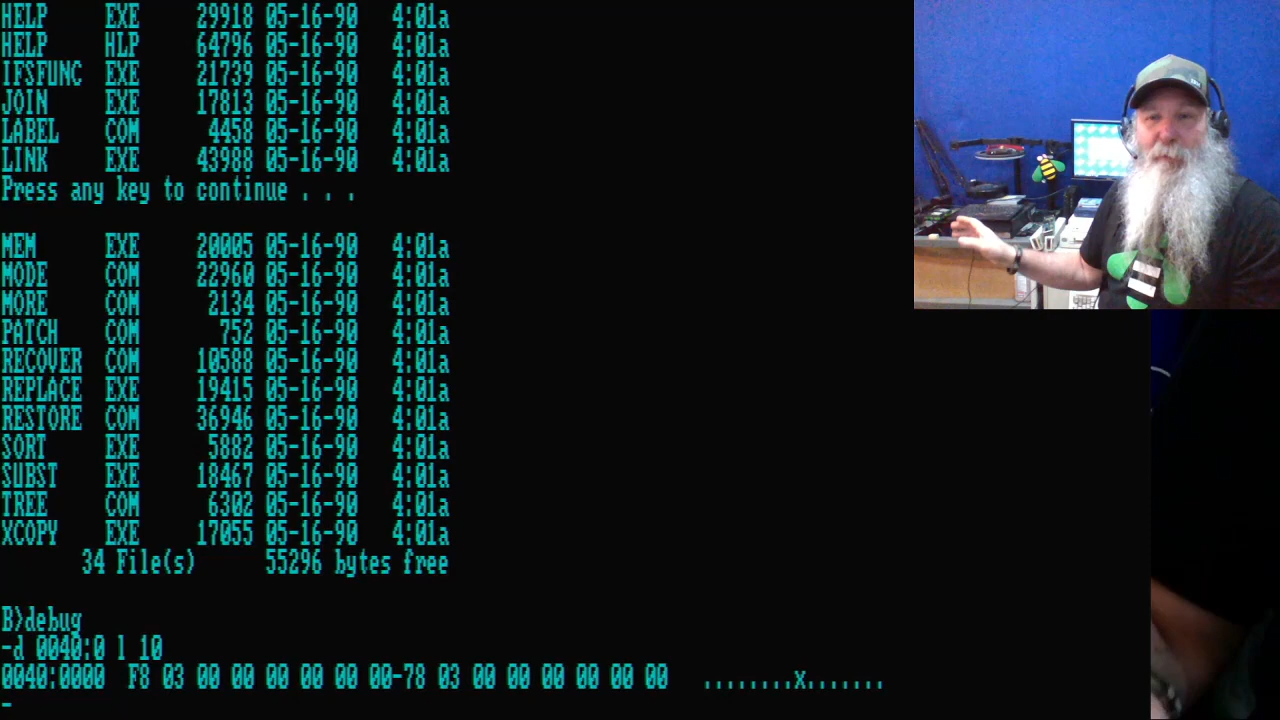 HELP     EXE     29918 05-16-90   4:01a
HELP     HLP     64796 05-16-90   4:01a
IFSFUNC  EXE     21739 05-16-90   4:01a
JOIN     EXE     17813 05-16-90   4:01a
LABEL    COM      4458 05-16-90   4:01a
LINK     EXE     43988 05-16-90   4:01a
Press any key to continue . . .
MEM      EXE     20005 05-16-90   4:01a
MODE     COM     22960 05-16-90   4:01a
MORE     COM      2134 05-16-90   4:01a
PATCH    COM       752 05-16-90   4:01a
RECOVER  COM     10588 05-16-90   4:01a
REPLACE  EXE     19415 05-16-90   4:01a
RESTORE  COM     36946 05-16-90   4:01a
SORT     EXE      5882 05-16-90   4:01a
SUBST    EXE     18467 05-16-90   4:01a
TREE     COM      6302 05-16-90   4:01a
XCOPY    EXE     17055 05-16-90   4:01a
       34 File(s)      55296 bytes free
B>debug
-d 0040:0 l 10
0040:0000  F8 03 00 00 00 00 00 00-78 03 00 00 00 00 00 00   ........x.......
-